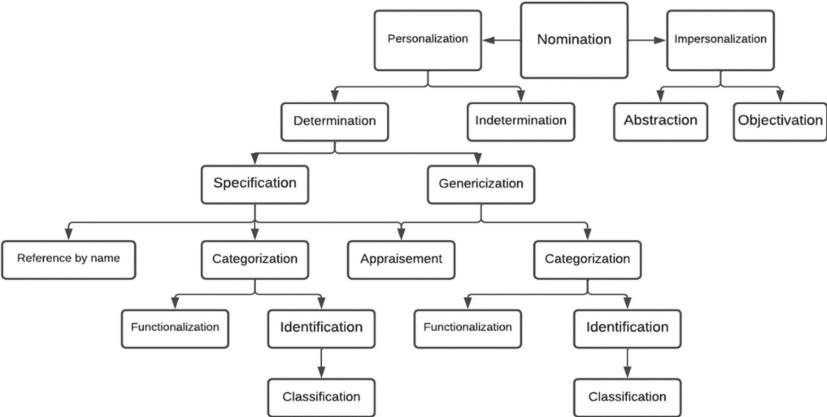 Personalization
Nomination
Impersonalization
Determination
Indetermination
Abstraction
Objectivation
Specification
Genericization
Reference by name
Categorization
Appraisement
Categorization
Functionalization
Identification
Functionalization
Identification
Classification
Classification